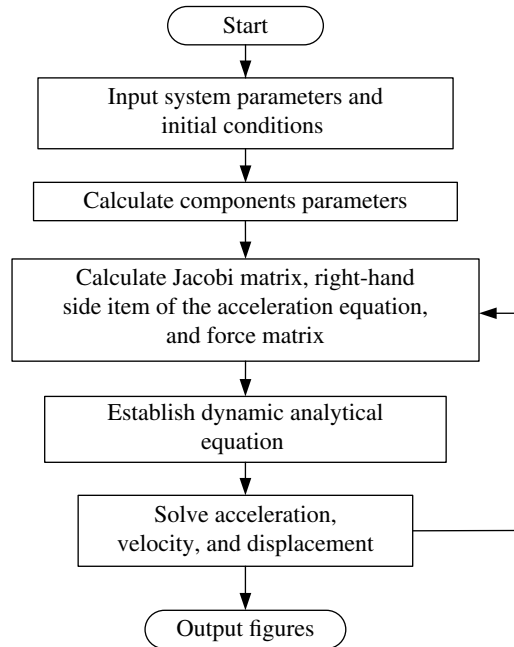 Start
Input system parameters and
initial conditions
Calculate components parameters
Calculate Jacobi matrix, right-hand
side item of the acceleration equation,
and force matrix
Establish dynamic analytical
equation
Solve acceleration,
velocity, and displacement
Output figures